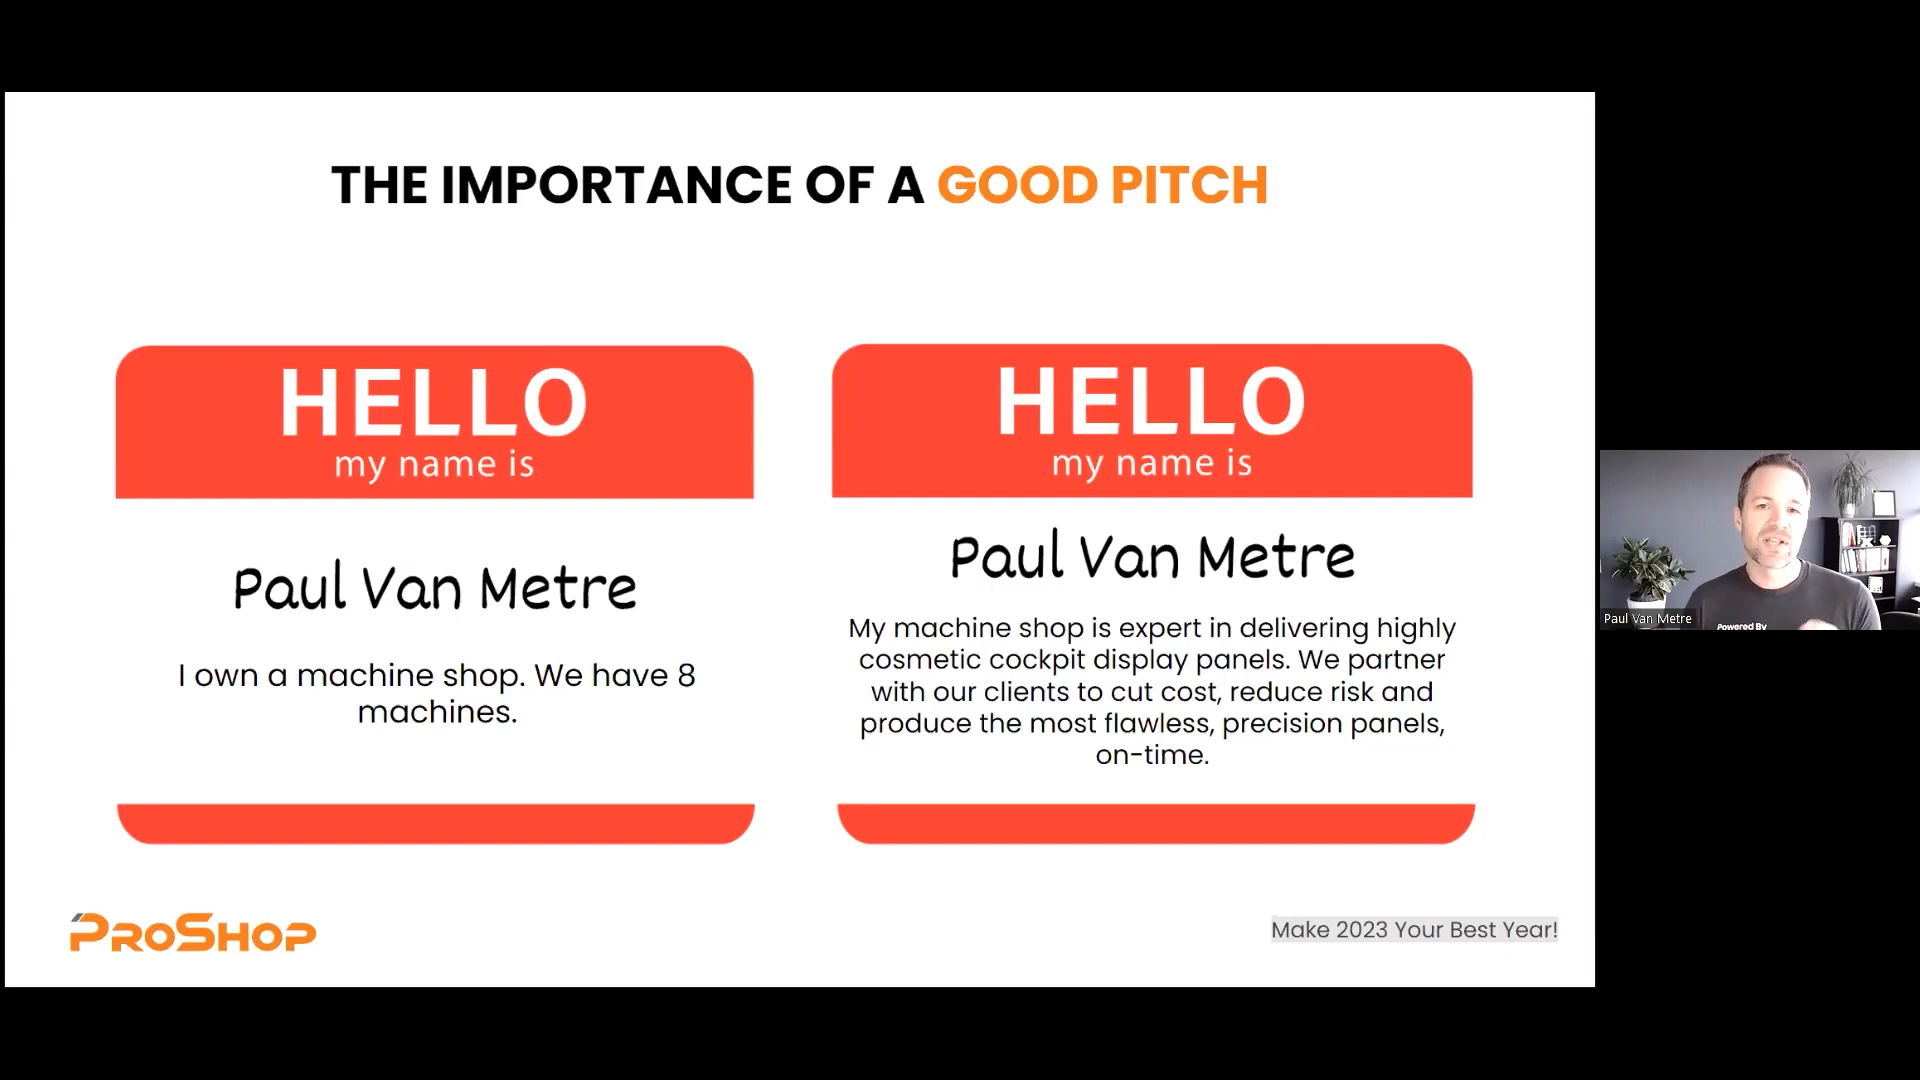 THE IMPORTANCE OF A GOOD PITCH
HELLO
my name is
Paul Van Metre
I own a machine shop. We have 8
machines.
HELLO
my name is
Paul Van Metre
My machine shop is expert in delivering highly
cosmetic cockpit display panels. We partner
with our clients to cut cost, reduce risk and
produce the most flawless, precision panels,
on-time.
PROSHOP
Make 2023 Your Best Year!
Paul Van Metre
Powered By